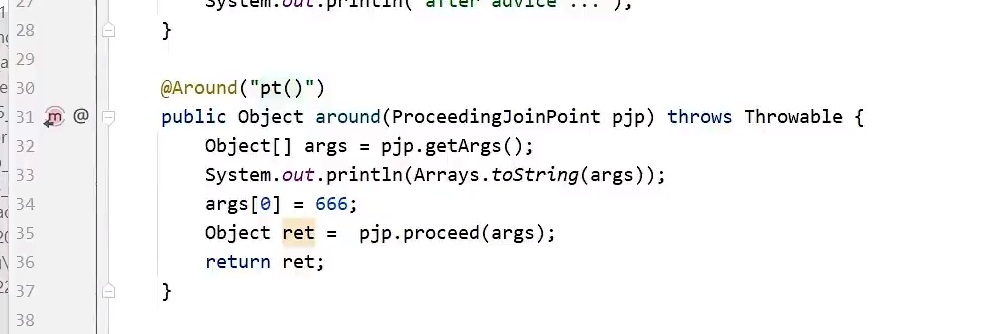 27 System.out.println("after advice ...");
28 }
29
30 @Around("pt()")
31 @ public Object around(ProceedingJoinPoint pjp) throws Throwable {
32 Object[] args = pjp.getArgs();
33 System.out.println(Arrays.toString(args));
34 args[0] = 666;
35 Object ret =  pjp.proceed(args);
36 return ret;
37 }
38